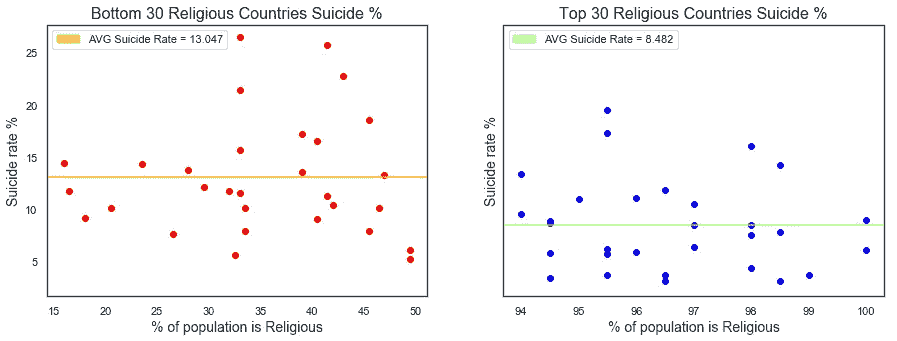 Bottom 30 Religious Countries Suicide %
AVG Suicide Rate = 13.047
25
20
15
10
5
Suicide rate %
15 20 25 30 35 40 45 50
% of population is Religious
Top 30 Religious Countries Suicide %
AVG Suicide Rate = 8.482
Suicide rate %
94 95 96 97 98 99 100
% of population is Religious